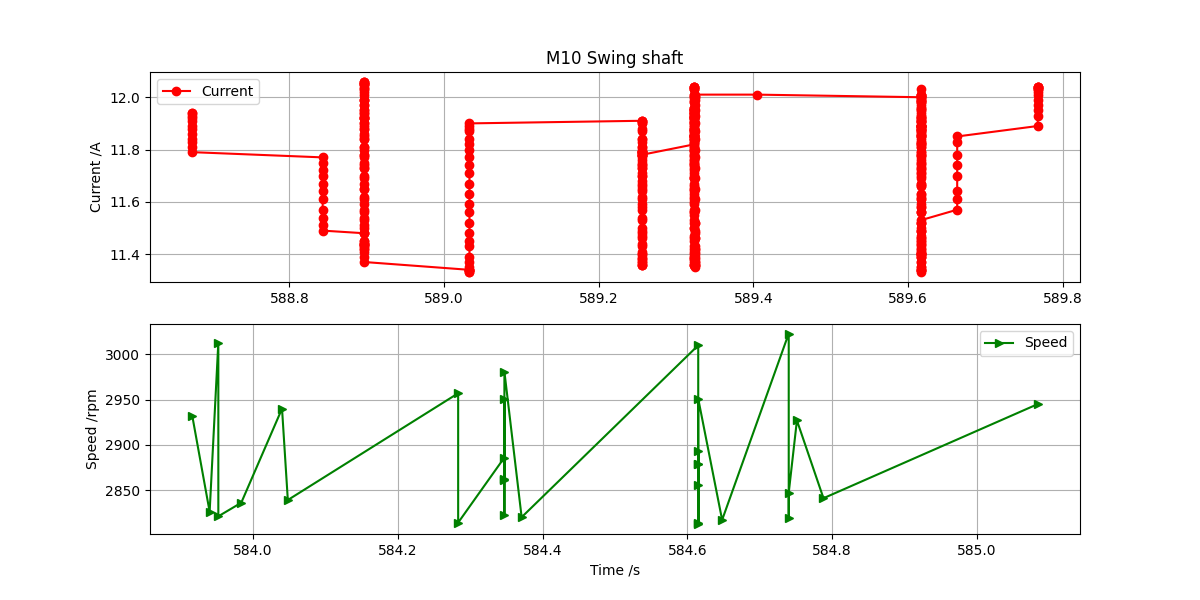 M10 Swing shaft
Current
12.0
11.8
11.6
11.4
Current /A
588.8 589.0 589.2 589.4 589.6 589.8
Speed
3000
2950
2900
2850
Speed /rpm
584.0 584.2 584.4 584.6 584.8 585.0
Time /s